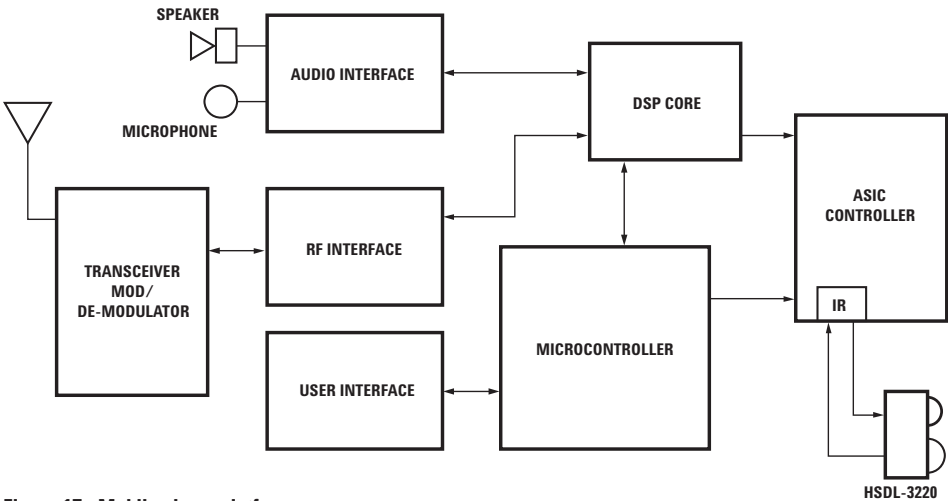 SPEAKER
AUDIO INTERFACE
MICROPHONE
DSP CORE
ASIC
CONTROLLER
RF INTERFACE
TRANSCEIVER
MOD/
DE-MODULATOR
IR
MICROCONTROLLER
USER INTERFACE
HSDL-3220